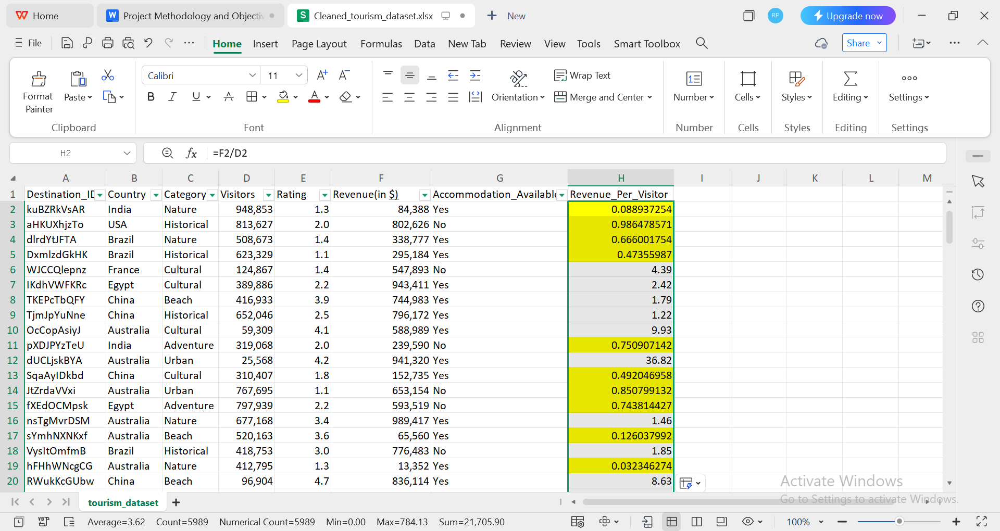 Home
Project Methodology and Objectiv
Cleaned_tourism_dataset.xlsx
New
RP
Upgrade now
File
Home Insert Page Layout Formulas Data New Tab Review View Tools Smart Toolbox
Share
Format Painter
Paste
Clipboard
Calibri 11
A+ A-
B I U A A
Font
Orientation
Wrap Text
Merge and Center
Alignment
Number
Number
Cells
Cells
Styles
Styles
Editing
Editing
Settings
Settings
H2 fx =F2/D2
A B C D E F G H I J K L M
1 Destination_ID Country Category Visitors Rating Revenue(in $) Accommodation_Available Revenue_Per_Visitor
2 kuBZRkVsAR India Nature 948,853 1.3 84,388 Yes 0.088937254
3 aHKUXhjzTo USA Historical 813,627 2.0 802,626 No 0.986478571
4 dlrdYtJFTA Brazil Nature 508,673 1.4 338,777 Yes 0.666001754
5 DxmlzdGkHK Brazil Historical 623,329 1.1 295,184 Yes 0.47355987
6 WJCCQlepnz France Cultural 124,867 1.4 547,893 No 4.39
7 IKdhVWFKRc Egypt Cultural 389,886 2.2 943,411 Yes 2.42
8 TKEPcTbQFY China Beach 416,933 3.9 744,983 Yes 1.79
9 TjmJpYuNne China Historical 652,046 2.5 796,172 Yes 1.22
10 OcCopAsiyJ Australia Cultural 59,309 4.1 588,989 Yes 9.93
11 pXDJPYzTeU India Adventure 319,068 2.0 239,590 No 0.750907142
12 dUCLjskBYA Australia Urban 25,568 4.2 941,320 Yes 36.82
13 SqaAyIDkbd China Cultural 310,407 1.8 152,735 Yes 0.492046958
14 JtZrdaVVxi Australia Urban 767,695 1.1 653,154 No 0.850799132
15 fXEdOCMpsk Egypt Adventure 797,939 2.2 593,519 No 0.743814427
16 nsTgMvrDSM Australia Nature 677,168 3.4 989,417 Yes 1.46
17 sYmhNXNKxf Australia Beach 520,163 3.6 65,560 Yes 0.126037992
18 VysItOmfmB Brazil Historical 418,753 3.0 776,483 No 1.85
19 hFHhWNcgCG Australia Nature 412,795 1.3 13,352 Yes 0.032346274
20 RWukKcGUbw China Beach 96,904 4.7 836,114 Yes 8.63
Activate Windows
Go to Settings to activate Windows.
tourism_dataset
Average=3.62 Count=5989 Numerical Count=5989 Min=0.00 Max=784.13 Sum=21,705.90
100%